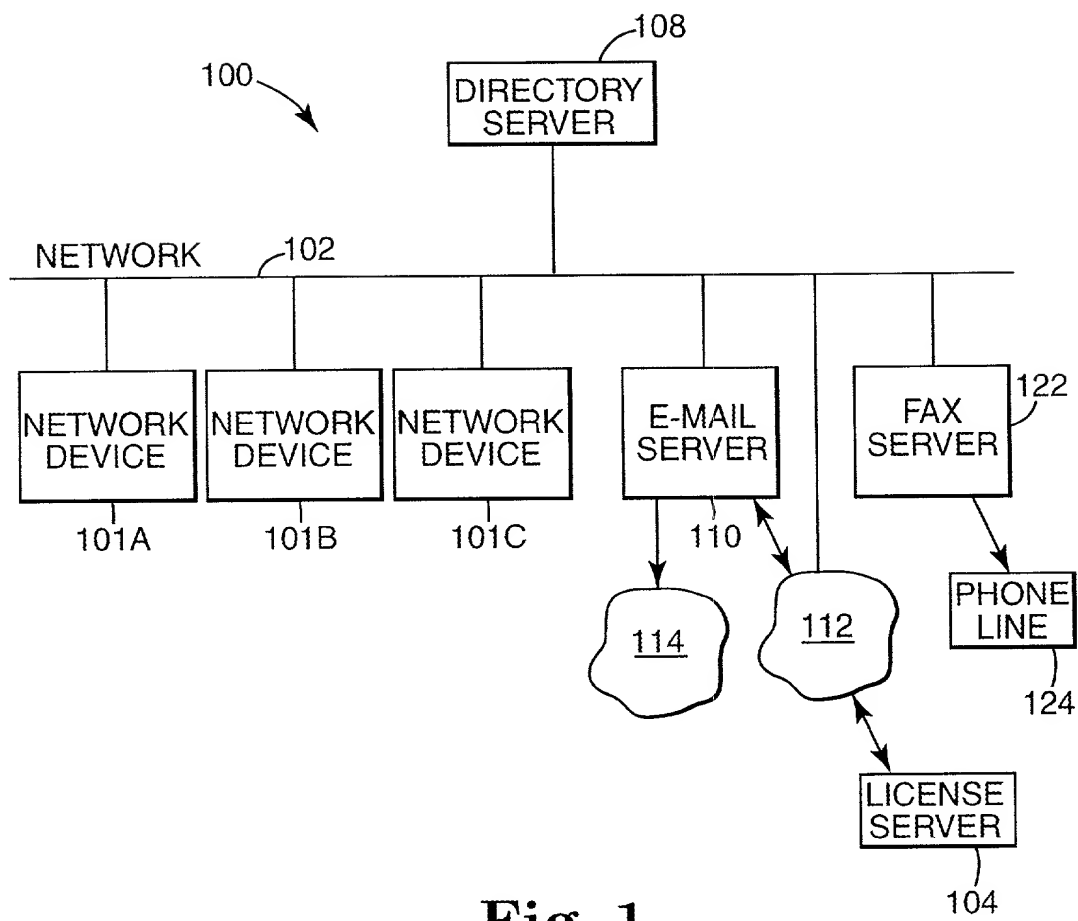 108
100
DIRECTORY
SERVER
NETWORK
102
NETWORK
DEVICE
NETWORK
DEVICE
NETWORK
DEVICE
E-MAIL
SERVER
FAX
SERVER
122
101A
101B
101C
110
114
112
PHONE
LINE
124
LICENSE
SERVER
104
Fig. 1